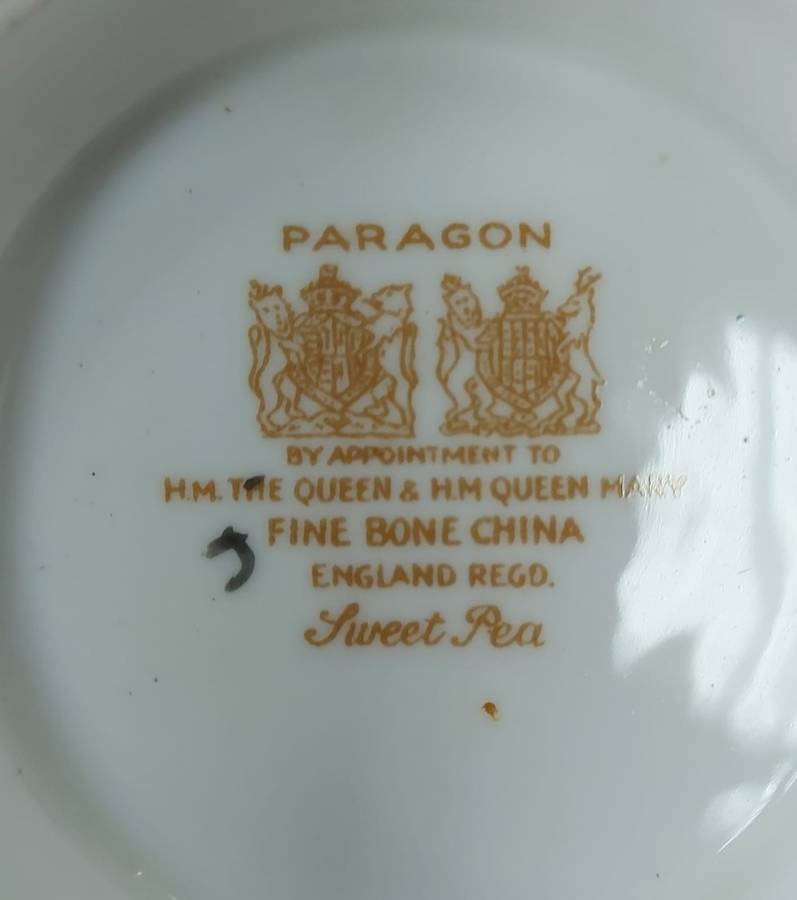 PARAGON
BY APPOINTMENT TO
H.M. THE QUEEN & H.M QUEEN MARY
FINE BONE CHINA
ENGLAND REGD.
Sweet Pea